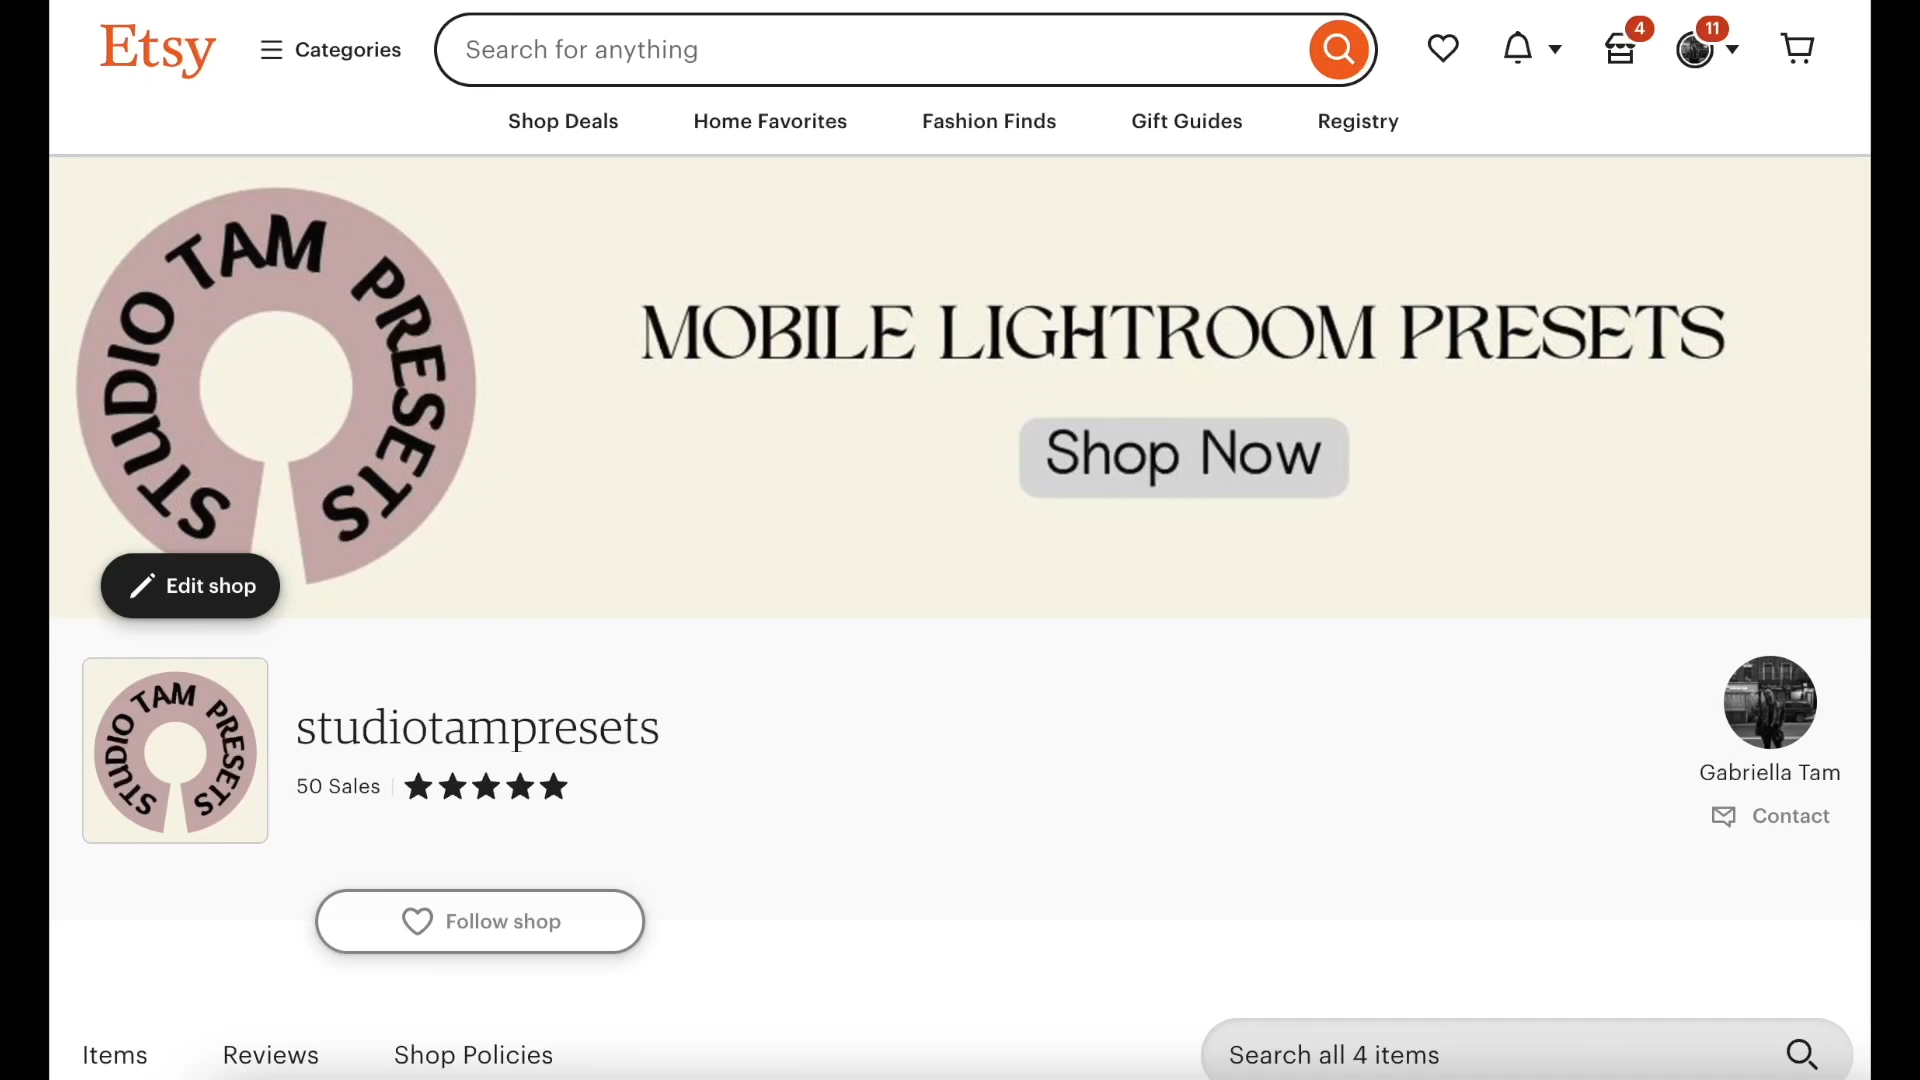 Etsy
Categories
Search for anything
4
11
Shop Deals
Home Favorites
Fashion Finds
Gift Guides
Registry
STUDIO TAM PRESETS
MOBILE LIGHTROOM PRESETS
Shop Now
Edit shop
STUDIO TAM PRESETS
studiotampresets
50 Sales
Gabriella Tam
Contact
Follow shop
Items
Reviews
Shop Policies
Search all 4 items